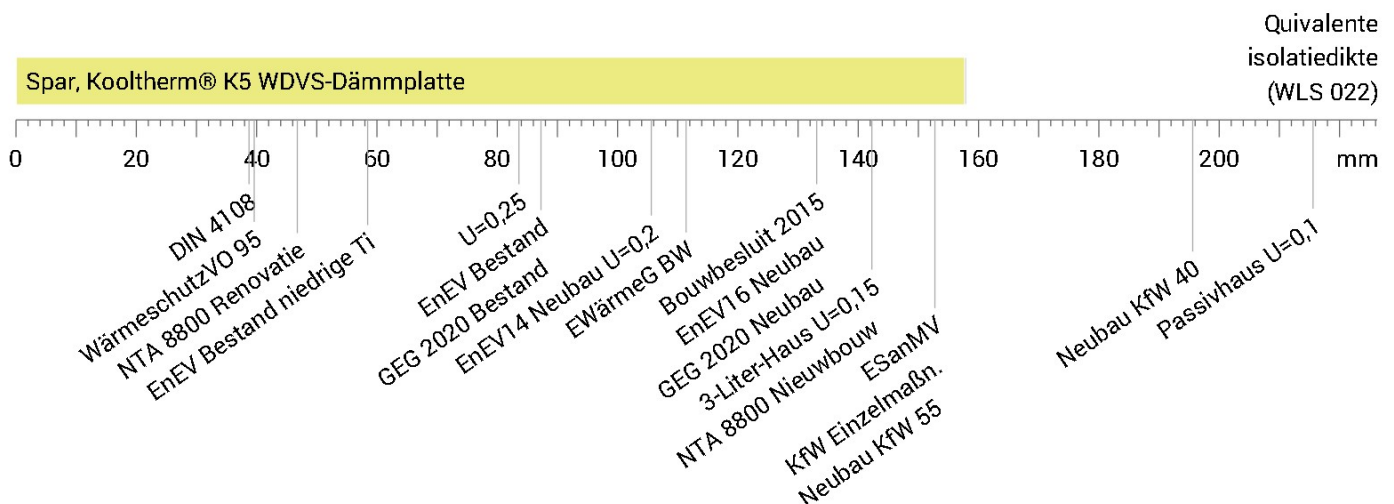 Quivalente
isolatiedikte
(WLS 022)
Spar, Kooltherm® K5 WDVS-Dämmplatte
0 20 40 60 80 100 120 140 160 180 200 mm
DIN 4108
WärmeschutzVO 95
NTA 8800 Renovatie
EnEV Bestand niedrige Ti
U=0,25
EnEV Bestand
GEG 2020 Bestand
EnEV14 Neubau U=0,2
EWärmeG BW
Bouwbesluit 2015
EnEV16 Neubau
GEG 2020 Neubau
3-Liter-Haus U=0,15
NTA 8800 Nieuwbouw
ESanMV
KfW Einzelmaßn.
Neubau KfW 55
Neubau KfW 40
Passivhaus U=0,1